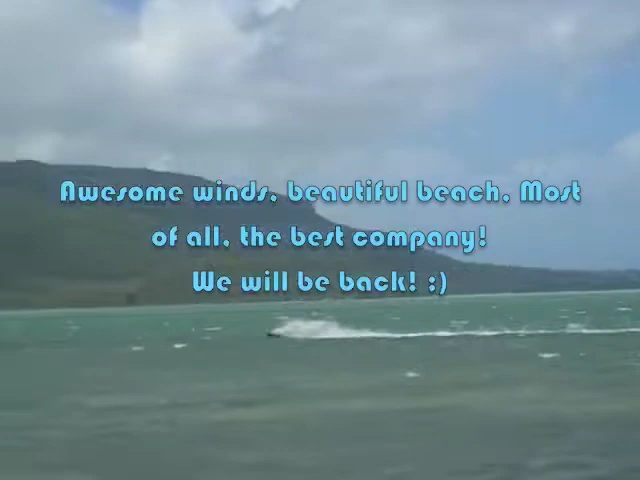 Awesome winds, beautiful beach, Most
of all, the best company!
We will be back! :)